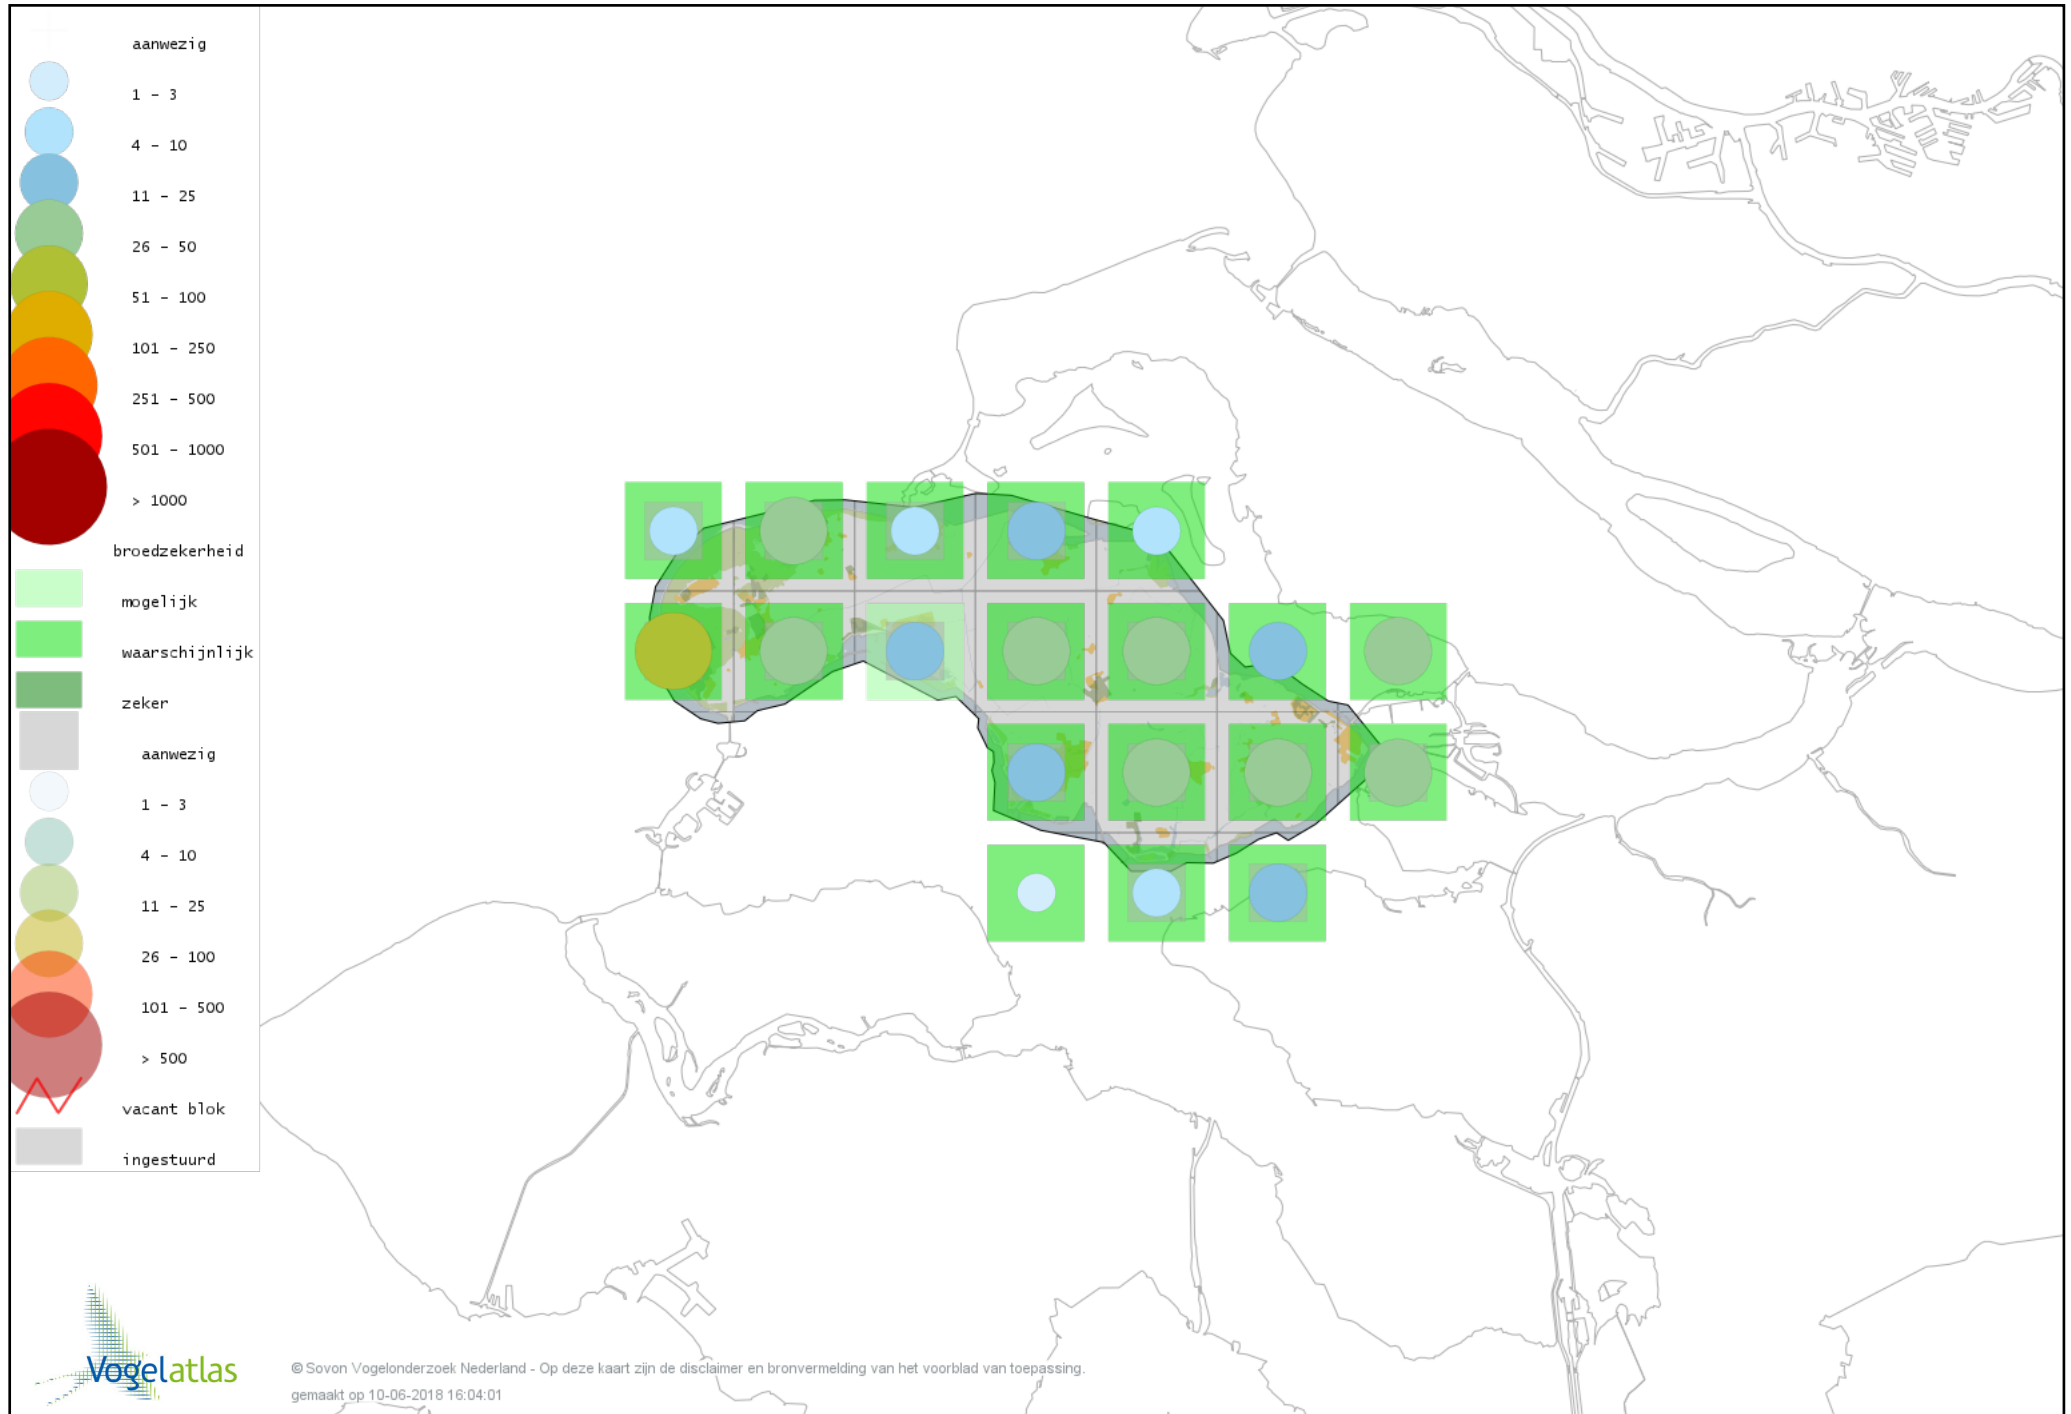 aanwezig
1 - 3
4 - 10
11 - 25
26 - 50
51 - 100
101 - 250
251 - 500
501 - 1000
> 1000
broedzekerheid
mogelijk
waarschijnlijk
zeker
aanwezig
1 - 3
4 - 10
11 - 25
26 - 100
101 - 500
> 500
vacant blok
ingestuurd
Vogelatlas
© Sovon Vogelonderzoek Nederland - Op deze kaart zijn de disclaimer en bronvermelding van het voorblad van toepassing.
gemaakt op 10-06-2018 16:04:01